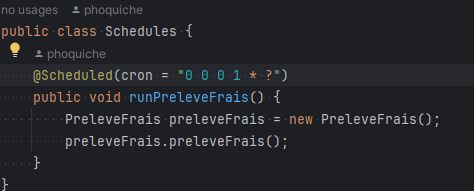 no usages phoquiche
public class Schedules {
phoquiche
@Scheduled(cron = "0 0 0 1 * ?")
public void runPreleveFrais() {
PreleveFrais preleveFrais = new PreleveFrais();
preleveFrais.preleveFrais();
}
}